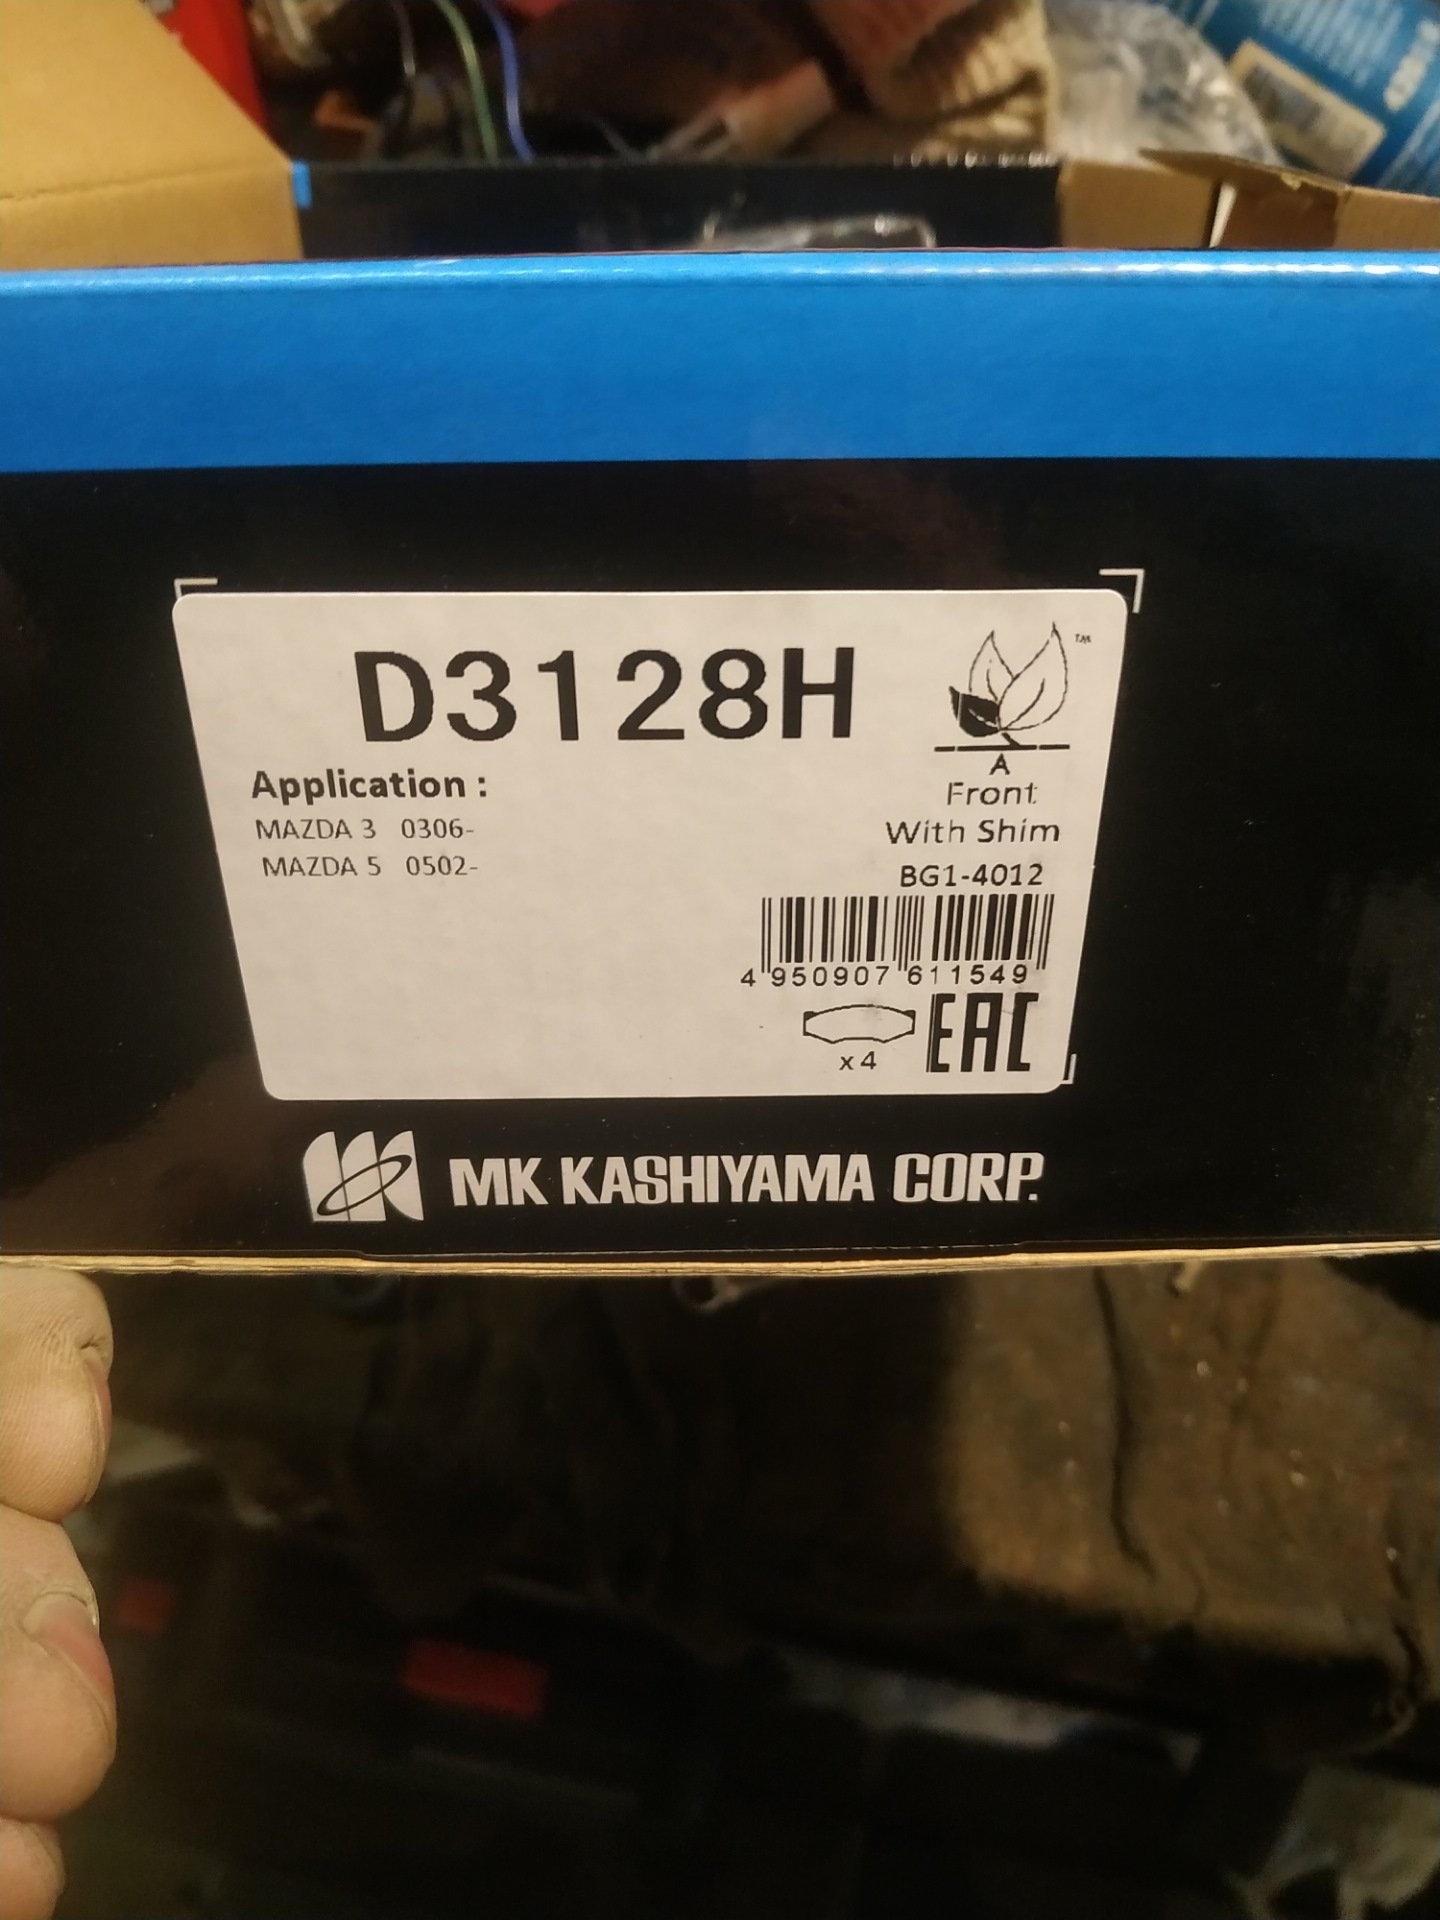 D3128H
TM
Application :
MAZDA 3 0306-
MAZDA 5 0502-
A
Front
With Shim
BG1-4012
4 950907 611549
x4
EAC
MK KASHIYAMA CORP.